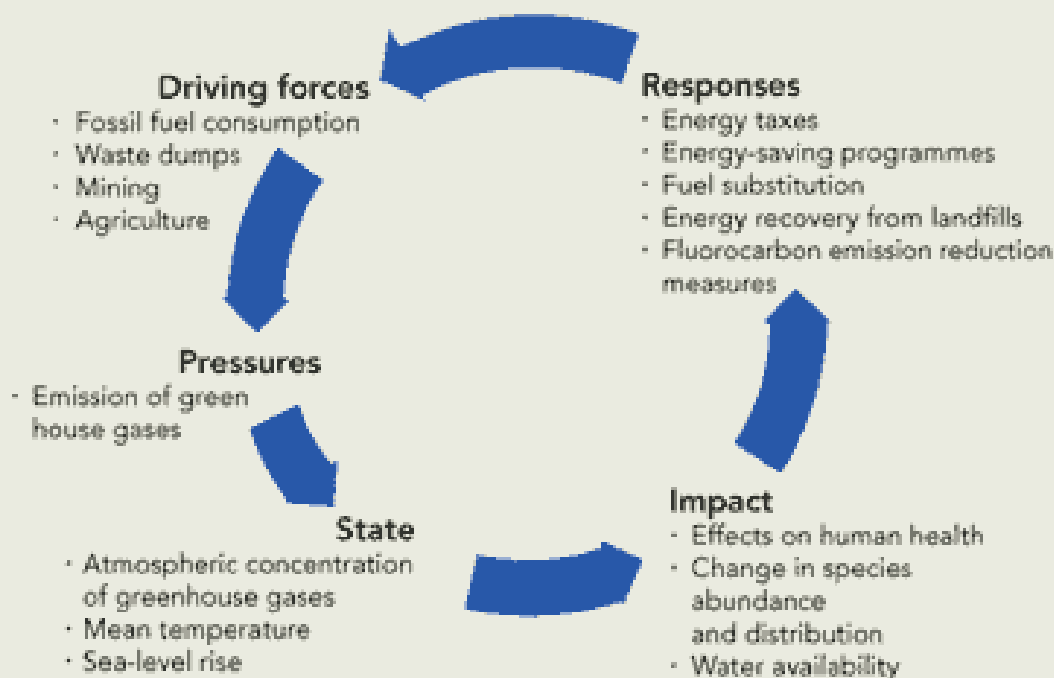 Driving forces
· Fossil fuel consumption
· Waste dumps
· Mining
· Agriculture
Pressures
· Emission of green
house gases
State
· Atmospheric concentration
of greenhouse gases
· Mean temperature
· Sea-level rise
Impact
· Effects on human health
· Change in species
abundance
and distribution
· Water availability
Responses
· Energy taxes
· Energy-saving programmes
· Fuel substitution
· Energy recovery from landfills
· Fluorocarbon emission reduction
measures